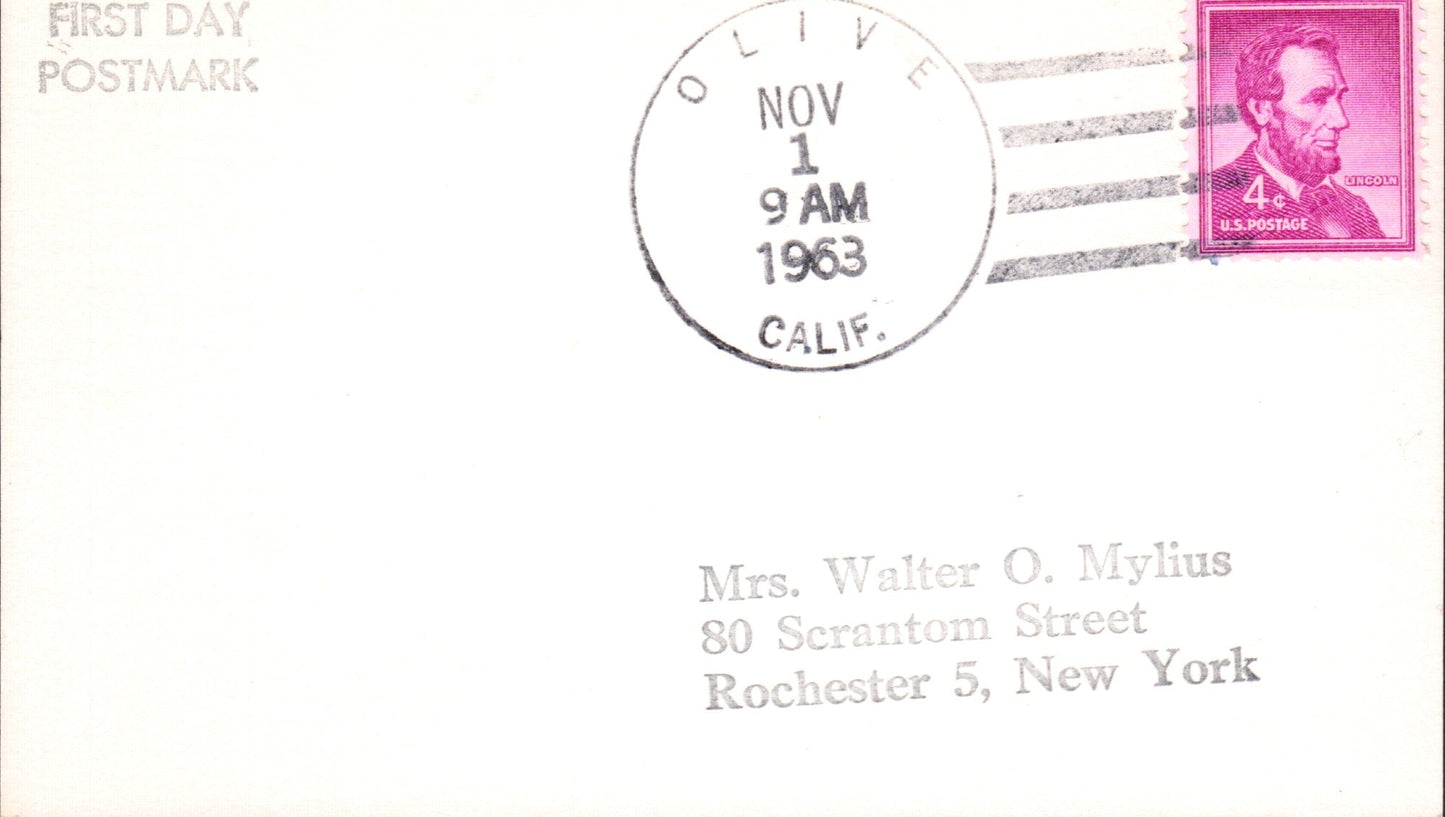 FIRST DAY
POSTMARK
OLIVE
NOV
1
9 AM
1963
CALIF.
LINCOLN
4¢
U.S. POSTAGE
Mrs. Walter O. Mylius
80 Scrantom Street
Rochester 5, New York